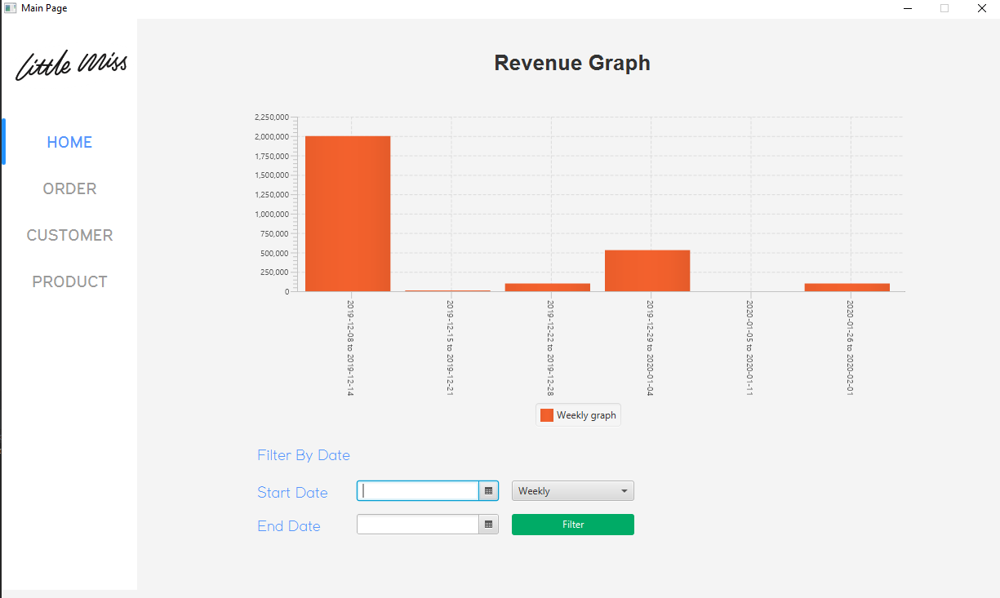 Main Page
Little Miss
HOME
ORDER
CUSTOMER
PRODUCT
Revenue Graph
2,250,000
2,000,000
1,750,000
1,500,000
1,250,000
1,000,000
750,000
500,000
250,000
0
2019-12-08 to 2019-12-14
2019-12-15 to 2019-12-21
2019-12-22 to 2019-12-28
2019-12-29 to 2020-01-04
2020-01-05 to 2020-01-11
2020-01-26 to 2020-02-01
Weekly graph
Filter By Date
Start Date
Weekly
End Date
Filter